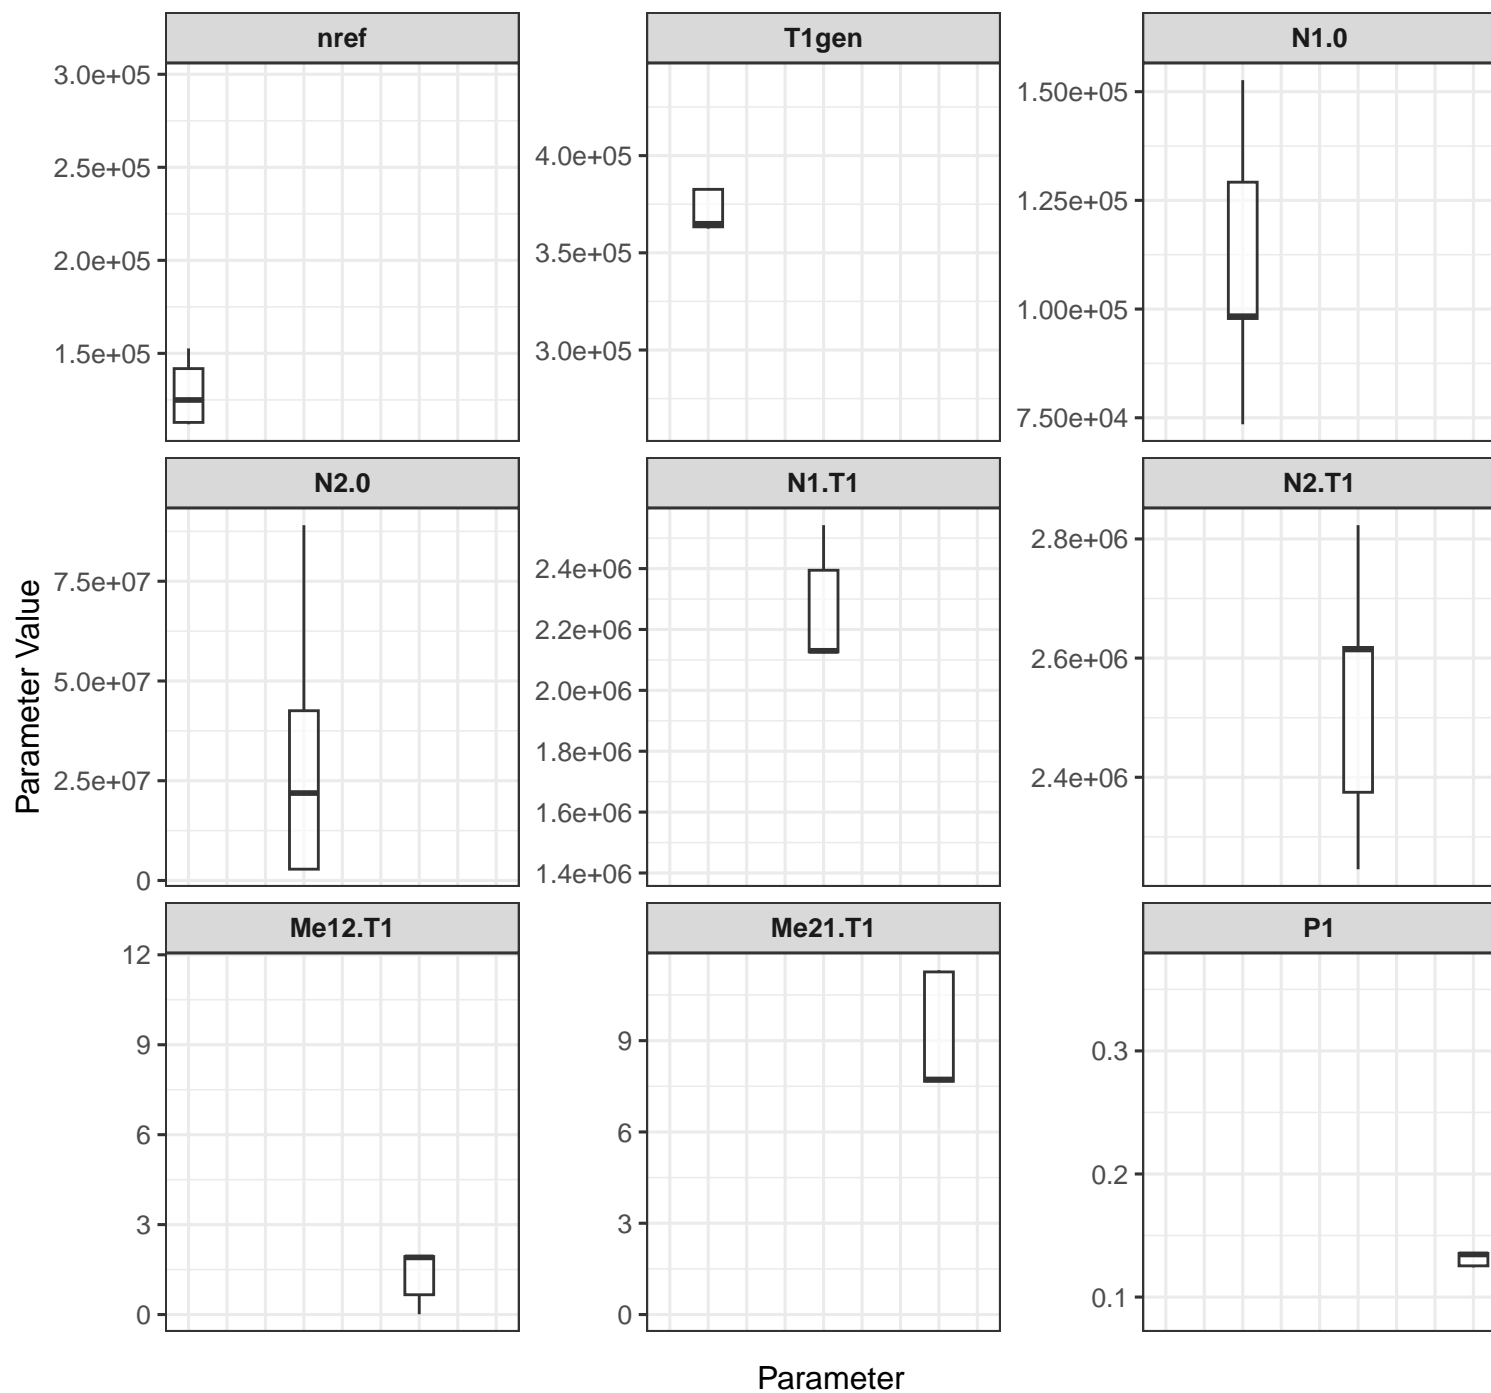 nref
T1gen
N1.0
3.0e+05
2.5e+05
2.0e+05
1.5e+05
4.0e+05
3.5e+05
3.0e+05
1.50e+05
1.25e+05
1.00e+05
7.50e+04
N2.0
N1.T1
N2.T1
7.5e+07
5.0e+07
2.5e+07
0
2.4e+06
2.2e+06
2.0e+06
1.8e+06
1.6e+06
1.4e+06
2.8e+06
2.6e+06
2.4e+06
Me12.T1
Me21.T1
P1
12
9
6
3
0
9
6
3
0
0.3
0.2
0.1
Parameter Value
Parameter